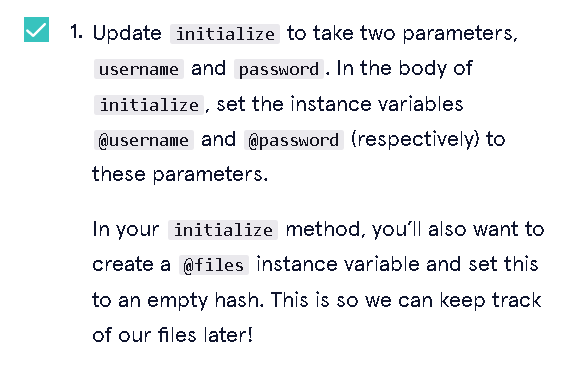 1. Update initialize to take two parameters,
username and password. In the body of
initialize, set the instance variables
@username and @password (respectively) to
these parameters.
In your initialize method, you'll also want to
create a @files instance variable and set this
to an empty hash. This is so we can keep track
of our files later!